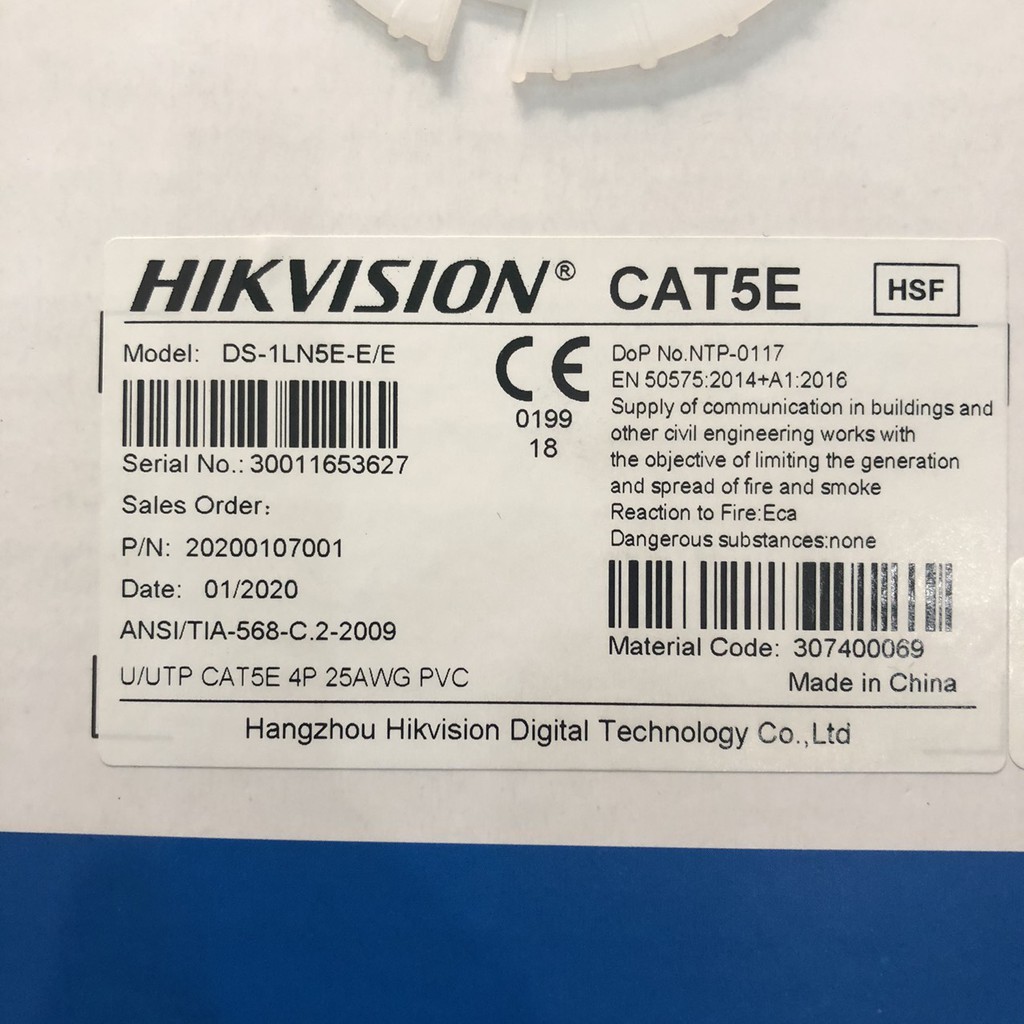 HIKVISION® CAT5E HSF
Model: DS-1LN5E-E/E
Serial No.: 30011653627
Sales Order:
P/N: 20200107001
Date: 01/2020
ANSI/TIA-568-C.2-2009
U/UTP CAT5E 4P 25AWG PVC
CE
0199
18
DoP No.NTP-0117
EN 50575:2014+A1:2016
Supply of communication in buildings and
other civil engineering works with
the objective of limiting the generation
and spread of fire and smoke
Reaction to Fire:Eca
Dangerous substances:none
Material Code: 307400069
Made in China
Hangzhou Hikvision Digital Technology Co.,Ltd